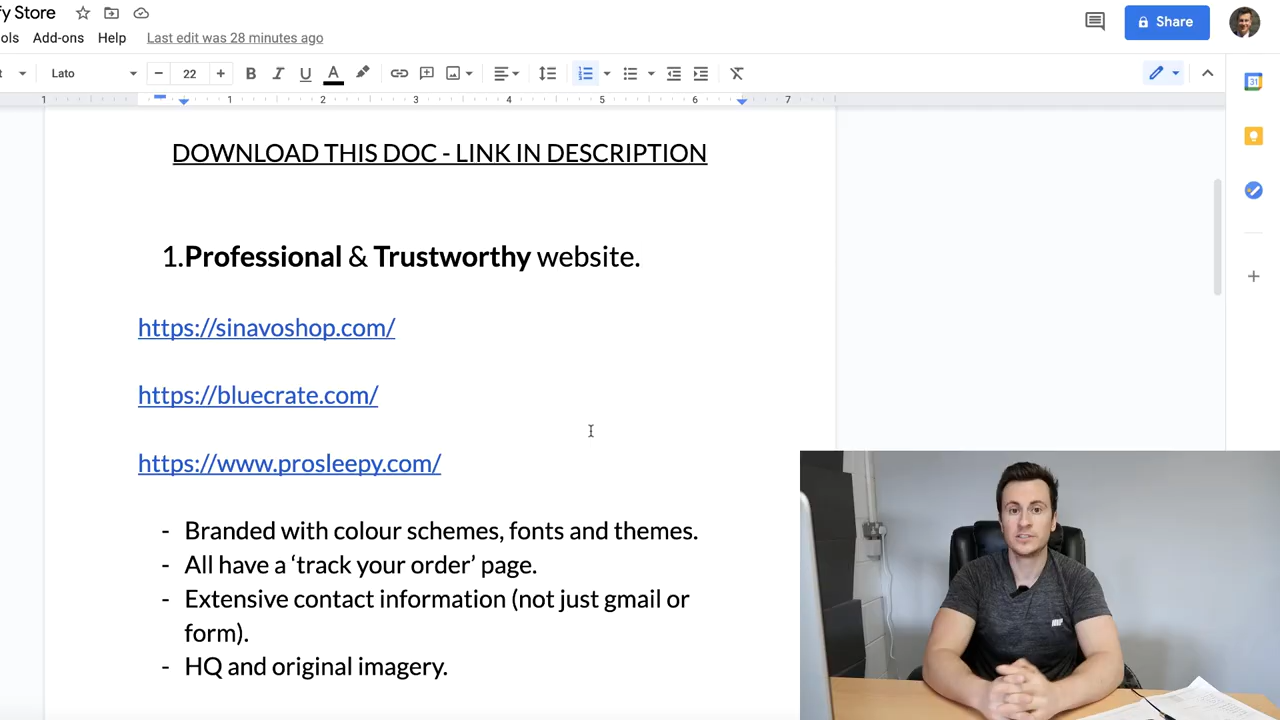 fy Store
ols Add-ons Help Last edit was 28 minutes ago
Share
t Lato 22 B I U A
1 1 2 3 4 5 6 7
31
DOWNLOAD THIS DOC - LINK IN DESCRIPTION
1.Professional & Trustworthy website.
https://sinavoshop.com/
https://bluecrate.com/
https://www.prosleepy.com/
- Branded with colour schemes, fonts and themes.
- All have a ‘track your order’ page.
- Extensive contact information (not just gmail or
form).
- HQ and original imagery.